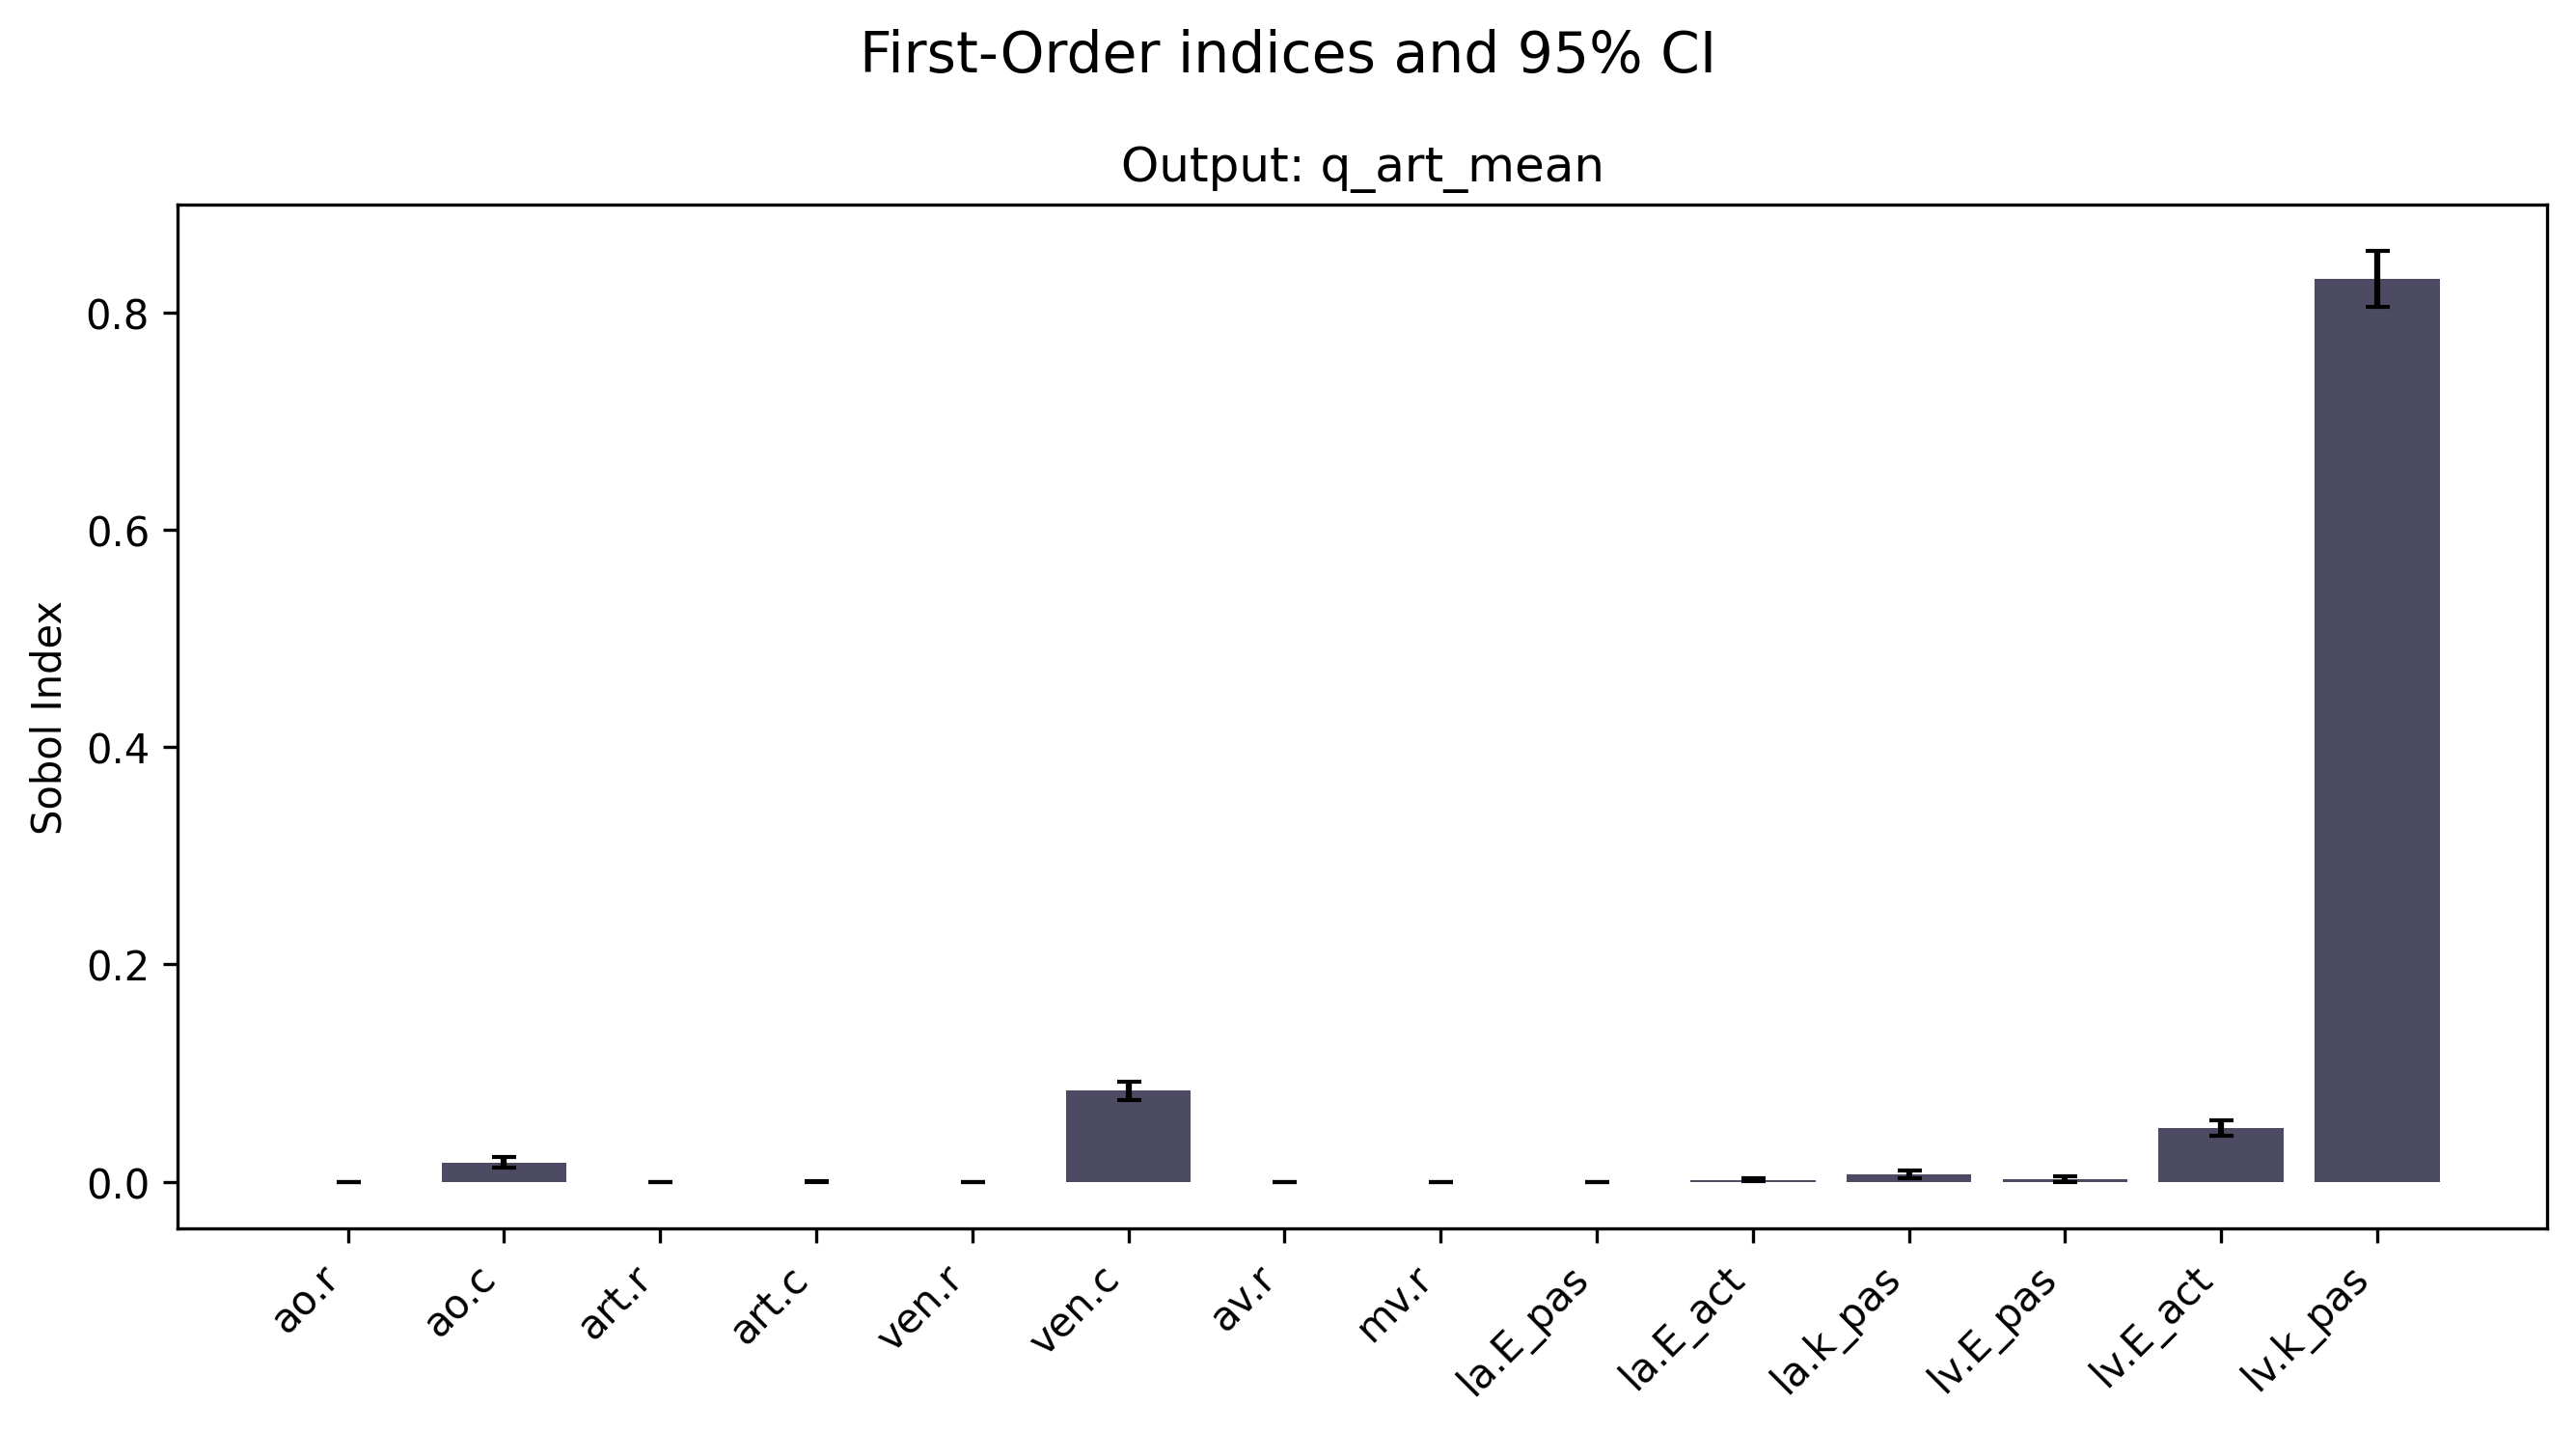 First-Order indices and 95% CI
Output: q_art_mean
Sobol Index
0.8
0.6
0.4
0.2
0.0
ao.r
ao.c
art.r
art.c
ven.r
ven.c
av.r
mv.r
la.E_pas
la.E_act
la.k_pas
lv.E_pas
lv.E_act
lv.k_pas